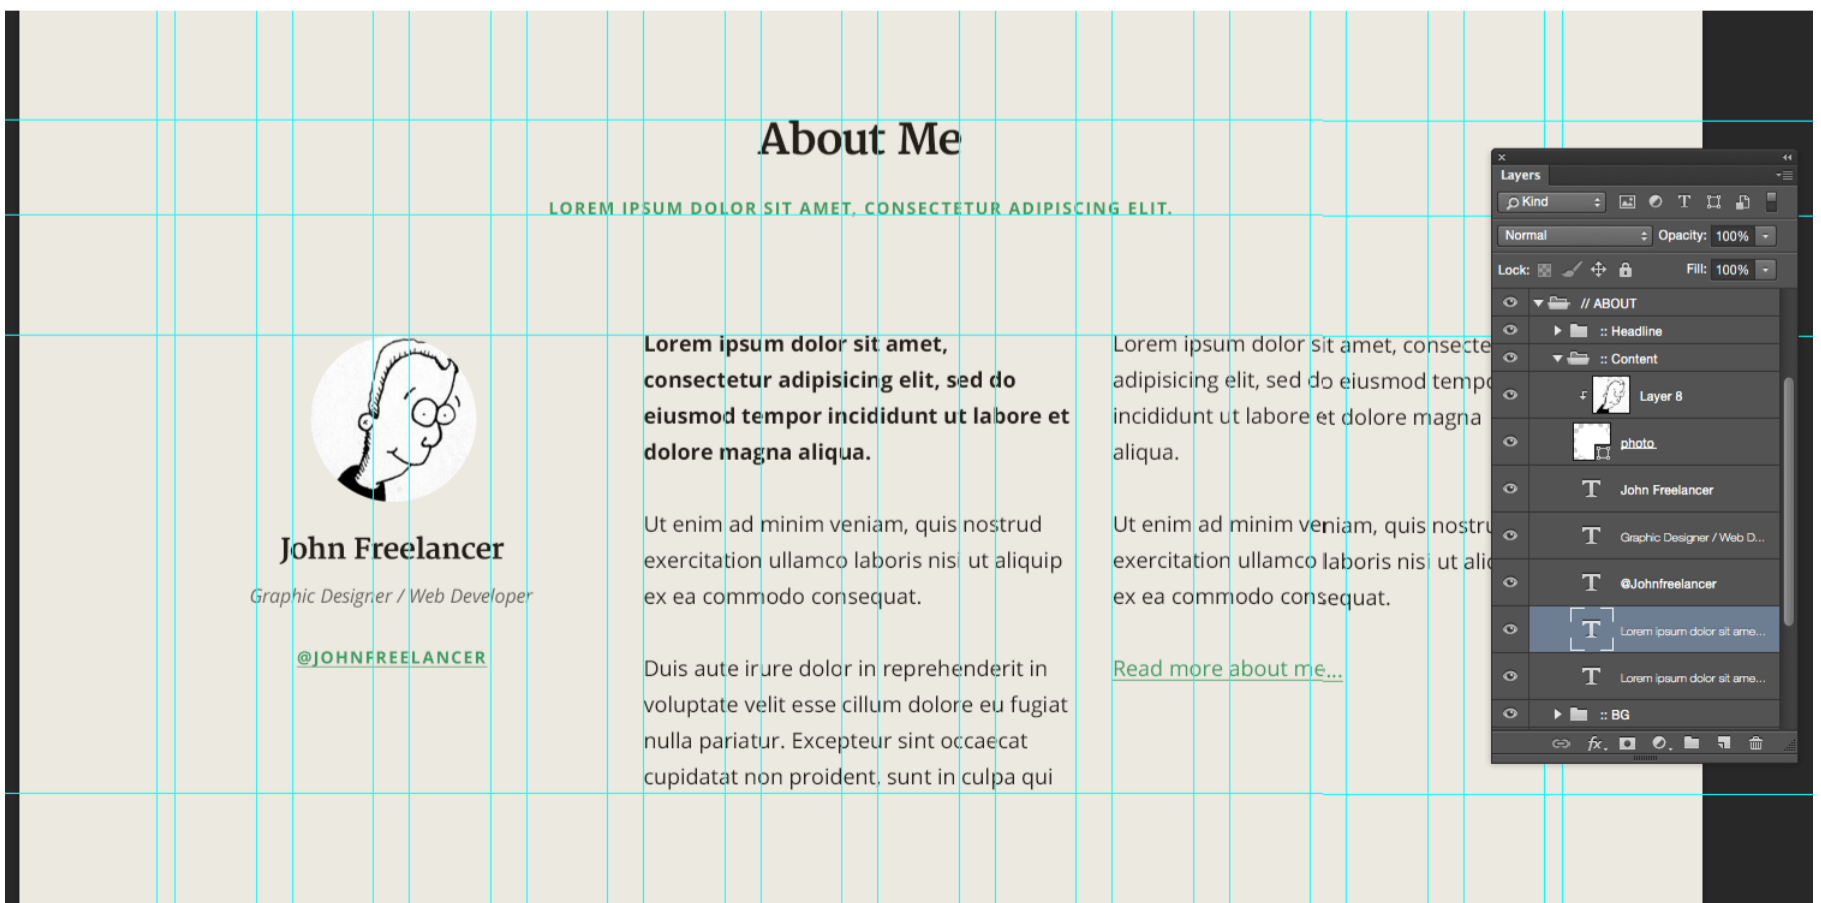 About Me
LOREM IPSUM DOLOR SIT AMET, CONSECTETUR ADIPISCING ELIT.
John Freelancer
Graphic Designer / Web Developer
@JOHNFREELANCER
Lorem ipsum dolor sit amet,
consectetur adipisicing elit, sed do
eiusmod tempor incididunt ut labore et
dolore magna aliqua.
Ut enim ad minim veniam, quis nostrud
exercitation ullamco laboris nisi ut aliquip
ex ea commodo consequat.
Duis aute irure dolor in reprehenderit in
voluptate velit esse cillum dolore eu fugiat
nulla pariatur. Excepteur sint occaecat
cupidatat non proident, sunt in culpa qui
Lorem ipsum dolor sit amet, consecte
adipisicing elit, sed do eiusmod tempo
incididunt ut labore et dolore magna
aliqua.
Ut enim ad minim veniam, quis nostru
exercitation ullamco laboris nisi ut aliq
ex ea commodo consequat.
Read more about me...
Layers
Kind
Normal
Opacity: 100%
Lock:
Fill: 100%
// ABOUT
:: Headline
:: Content
Layer 8
photo
John Freelancer
Graphic Designer / Web D...
@Johnfreelancer
Lorem ipsum dolor sit ame...
Lorem ipsum dolor sit ame...
:: BG
fx